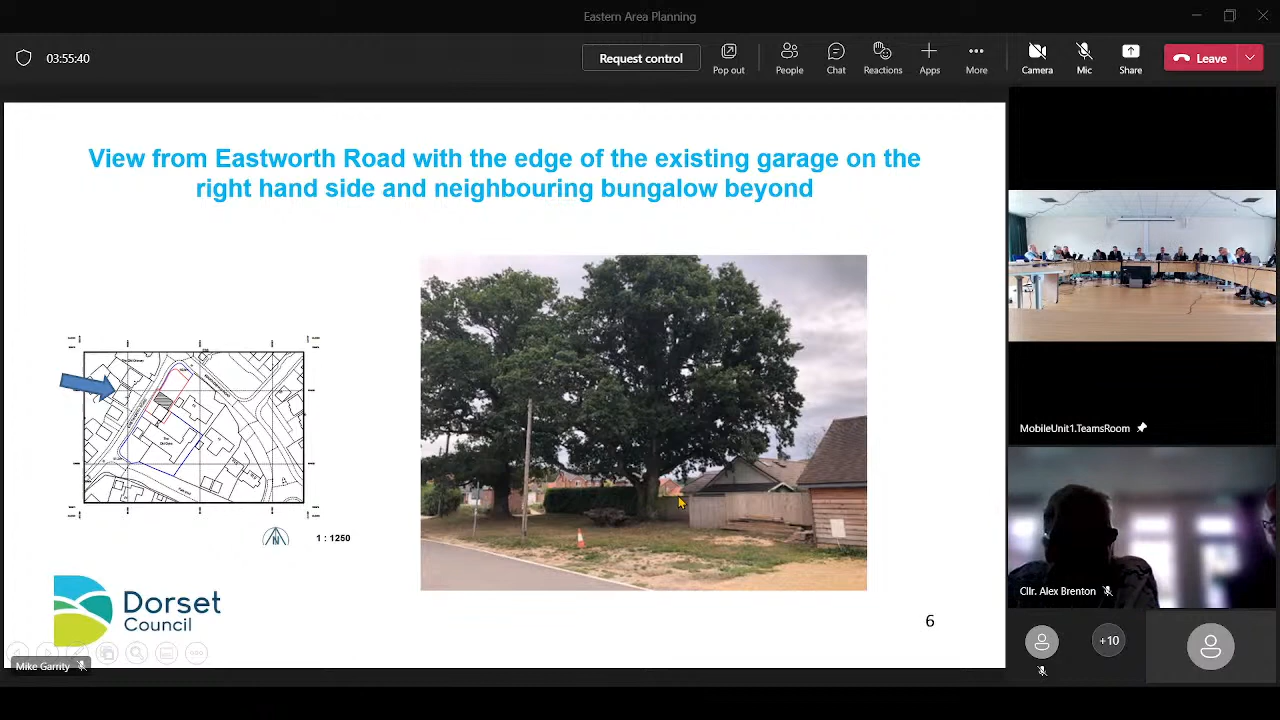 Eastern Area Planning
03:55:40
Request control
Pop out
People
Chat
Reactions
Apps
More
Camera
Mic
Share
Leave
View from Eastworth Road with the edge of the existing garage on the
right hand side and neighbouring bungalow beyond
N
1 : 1250
Dorset
Council
6
Mike Garrity
MobileUnit1.TeamsRoom
Cllr. Alex Brenton
+10